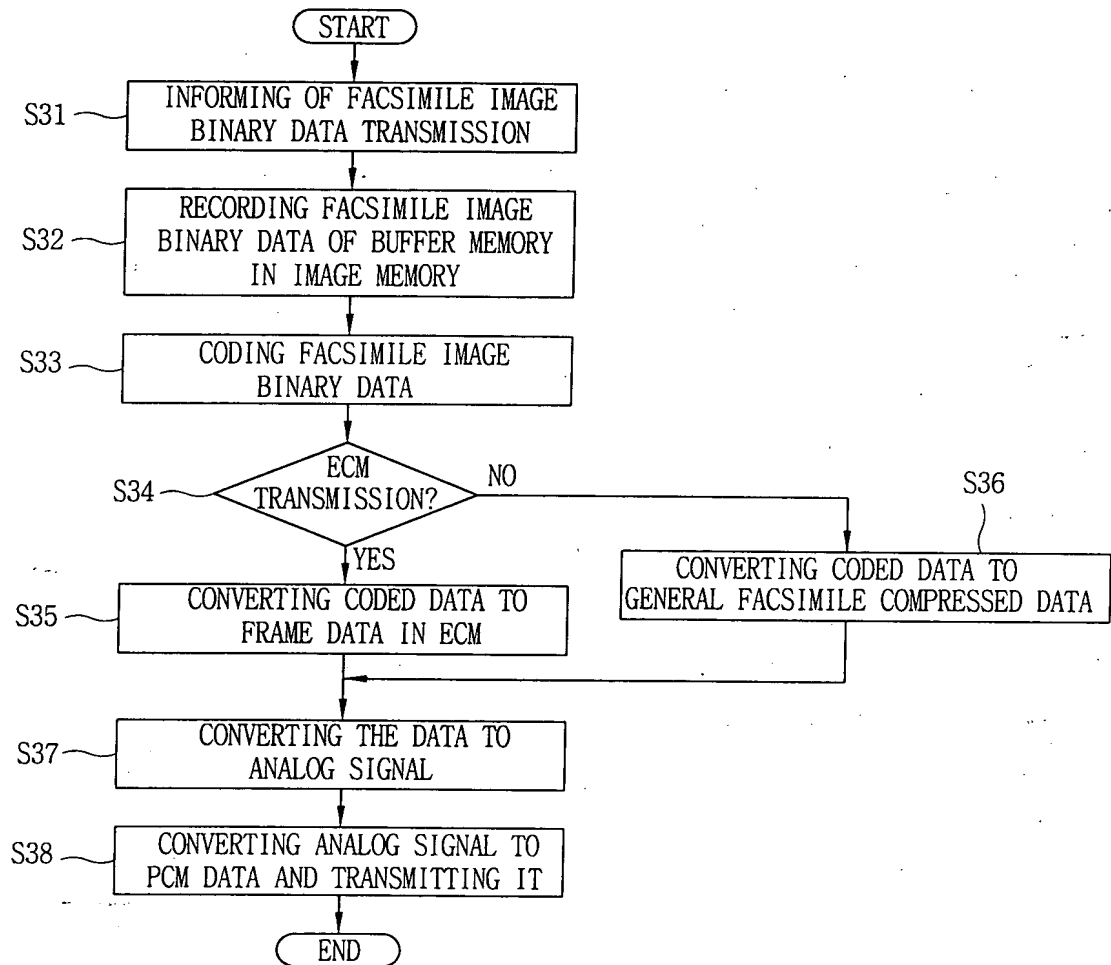 START
S31
INFORMING OF FACSIMILE IMAGE
BINARY DATA TRANSMISSION
S32
RECORDING FACSIMILE IMAGE
BINARY DATA OF BUFFER MEMORY
IN IMAGE MEMORY
S33
CODING FACSIMILE IMAGE
BINARY DATA
S34
ECM
TRANSMISSION?
NO
YES
S36
CONVERTING CODED DATA TO
GENERAL FACSIMILE COMPRESSED DATA
S35
CONVERTING CODED DATA TO
FRAME DATA IN ECM
S37
CONVERTING THE DATA TO
ANALOG SIGNAL
S38
CONVERTING ANALOG SIGNAL TO
PCM DATA AND TRANSMITTING IT
END